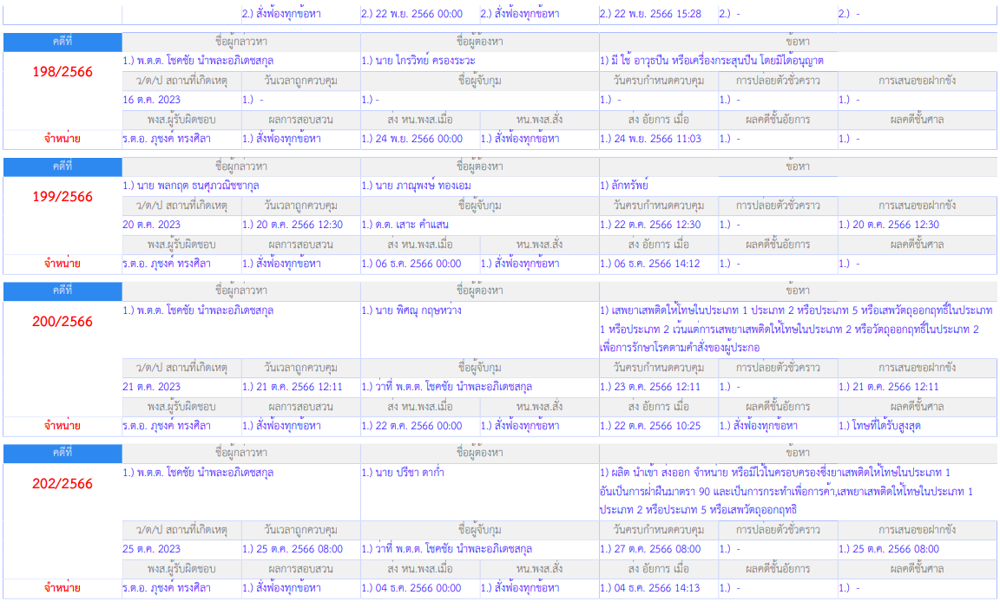 2.) สั่งฟ้องทุกข้อหา 2.) 22 พ.ย. 2566 00:00 2.) สั่งฟ้องทุกข้อหา 2.) 22 พ.ย. 2566 15:28 2.) - 2.) -
คดีที่ ชื่อผู้กล่าวหา ชื่อผู้ต้องหา ข้อหา
198/2566 1.) พ.ต.ต. โชคชัย นำพละอภิเดชสกุล 1.) นาย ไกรวิทย์ ครองระวะ 1) มี ใช้ อาวุธปืน หรือเครื่องกระสุนปืน โดยมิได้อนุญาต
ว/ด/ป สถานที่เกิดเหตุ วันเวลาถูกควบคุม ชื่อผู้จับกุม วันครบกำหนดควบคุม การปล่อยตัวชั่วคราว การเสนอขอฝากขัง
16 ต.ค. 2023 1.) - 1.) - 1.) - 1.) - 1.) -
พงส.ผู้รับผิดชอบ ผลการสอบสวน ส่ง หน.พงส.เมื่อ หน.พงส.สั่ง ส่ง อัยการ เมื่อ ผลคดีชั้นอัยการ ผลคดีชั้นศาล
จำหน่าย ร.ต.อ. ภุชงค์ ทรงศิลา 1.) สั่งฟ้องทุกข้อหา 1.) 24 พ.ย. 2566 00:00 1.) สั่งฟ้องทุกข้อหา 1.) 24 พ.ย. 2566 11:03 1.) - 1.) -
คดีที่ ชื่อผู้กล่าวหา ชื่อผู้ต้องหา ข้อหา
199/2566 1.) นาย พลกฤต ธนศุภวณิชชากุล 1.) นาย ภาณุพงษ์ ทองเอม 1) ลักทรัพย์
ว/ด/ป สถานที่เกิดเหตุ วันเวลาถูกควบคุม ชื่อผู้จับกุม วันครบกำหนดควบคุม การปล่อยตัวชั่วคราว การเสนอขอฝากขัง
20 ต.ค. 2023 1.) 20 ต.ค. 2566 12:30 1.) ด.ต. เสาะ คำแสน 1.) 22 ต.ค. 2566 12:30 1.) - 1.) 20 ต.ค. 2566 12:30
พงส.ผู้รับผิดชอบ ผลการสอบสวน ส่ง หน.พงส.เมื่อ หน.พงส.สั่ง ส่ง อัยการ เมื่อ ผลคดีชั้นอัยการ ผลคดีชั้นศาล
จำหน่าย ร.ต.อ. ภุชงค์ ทรงศิลา 1.) สั่งฟ้องทุกข้อหา 1.) 06 ธ.ค. 2566 00:00 1.) สั่งฟ้องทุกข้อหา 1.) 06 ธ.ค. 2566 14:12 1.) - 1.) -
คดีที่ ชื่อผู้กล่าวหา ชื่อผู้ต้องหา ข้อหา
200/2566 1.) พ.ต.ต. โชคชัย นำพละอภิเดชสกุล 1.) นาย พิศณุ กฤษหว่าง 1) เสพยาเสพติดให้โทษในประเภท 1 ประเภท 2 หรือประเภท 5 หรือเสพวัตถุออกฤทธิ์ในประเภท
1 หรือประเภท 2 เว้นแต่การเสพยาเสพติดให้โทษในประเภท 2 หรือวัตถุออกฤทธิ์ในประเภท 2
เพื่อการรักษาโรคตามคำสั่งของผู้ประกอ
ว/ด/ป สถานที่เกิดเหตุ วันเวลาถูกควบคุม ชื่อผู้จับกุม วันครบกำหนดควบคุม การปล่อยตัวชั่วคราว การเสนอขอฝากขัง
21 ต.ค. 2023 1.) 21 ต.ค. 2566 12:11 1.) ว่าที่ พ.ต.ต. โชคชัย นำพละอภิเดชสกุล 1.) 23 ต.ค. 2566 12:11 1.) - 1.) 21 ต.ค. 2566 12:11
พงส.ผู้รับผิดชอบ ผลการสอบสวน ส่ง หน.พงส.เมื่อ หน.พงส.สั่ง ส่ง อัยการ เมื่อ ผลคดีชั้นอัยการ ผลคดีชั้นศาล
จำหน่าย ร.ต.อ. ภุชงค์ ทรงศิลา 1.) สั่งฟ้องทุกข้อหา 1.) 22 ต.ค. 2566 00:00 1.) สั่งฟ้องทุกข้อหา 1.) 22 ต.ค. 2566 10:25 1.) สั่งฟ้องทุกข้อหา 1.) โทษที่ได้รับสูงสุด
คดีที่ ชื่อผู้กล่าวหา ชื่อผู้ต้องหา ข้อหา
202/2566 1.) พ.ต.ต. โชคชัย นำพละอภิเดชสกุล 1.) นาย ปรีชา ดาก่ำ 1) ผลิต นำเข้า ส่งออก จำหน่าย หรือมีไว้ในครอบครองซึ่งยาเสพติดให้โทษในประเภท 1
อันเป็นการฝ่าฝืนมาตรา 90 และเป็นการกระทำเพื่อการค้า,เสพยาเสพติดให้โทษในประเภท 1
ประเภท 2 หรือประเภท 5 หรือเสพวัตถุออกฤทธิ
ว/ด/ป สถานที่เกิดเหตุ วันเวลาถูกควบคุม ชื่อผู้จับกุม วันครบกำหนดควบคุม การปล่อยตัวชั่วคราว การเสนอขอฝากขัง
25 ต.ค. 2023 1.) 25 ต.ค. 2566 08:00 1.) ว่าที่ พ.ต.ต. โชคชัย นำพละอภิเดชสกุล 1.) 27 ต.ค. 2566 08:00 1.) - 1.) 25 ต.ค. 2566 08:00
พงส.ผู้รับผิดชอบ ผลการสอบสวน ส่ง หน.พงส.เมื่อ หน.พงส.สั่ง ส่ง อัยการ เมื่อ ผลคดีชั้นอัยการ ผลคดีชั้นศาล
จำหน่าย ร.ต.อ. ภุชงค์ ทรงศิลา 1.) สั่งฟ้องทุกข้อหา 1.) 04 ธ.ค. 2566 00:00 1.) สั่งฟ้องทุกข้อหา 1.) 04 ธ.ค. 2566 14:13 1.) - 1.) -